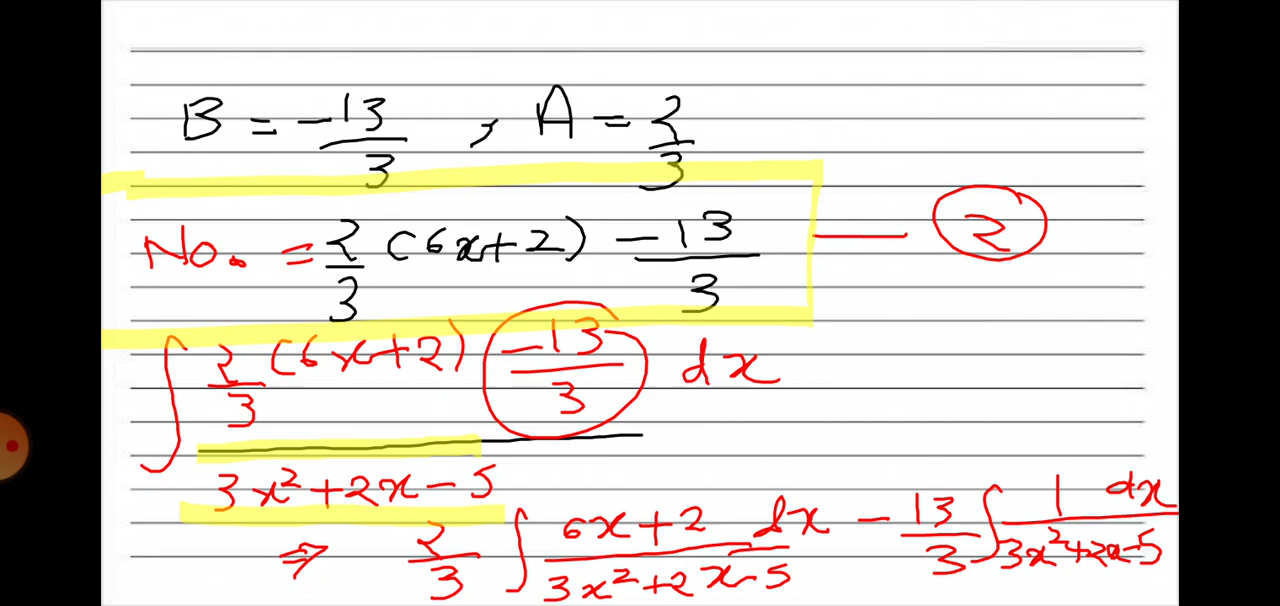 B = -13/3 , A = 2/3
No. = 2/3 (6x+2) -13/3 — 2
∫ 2/3 (6x+2) -13/3 dx
3x²+2x-5
⇒ 2/3 ∫ 6x+2/3x²+2x-5 dx - 13/3 ∫ 1/3x²+2x-5 dx